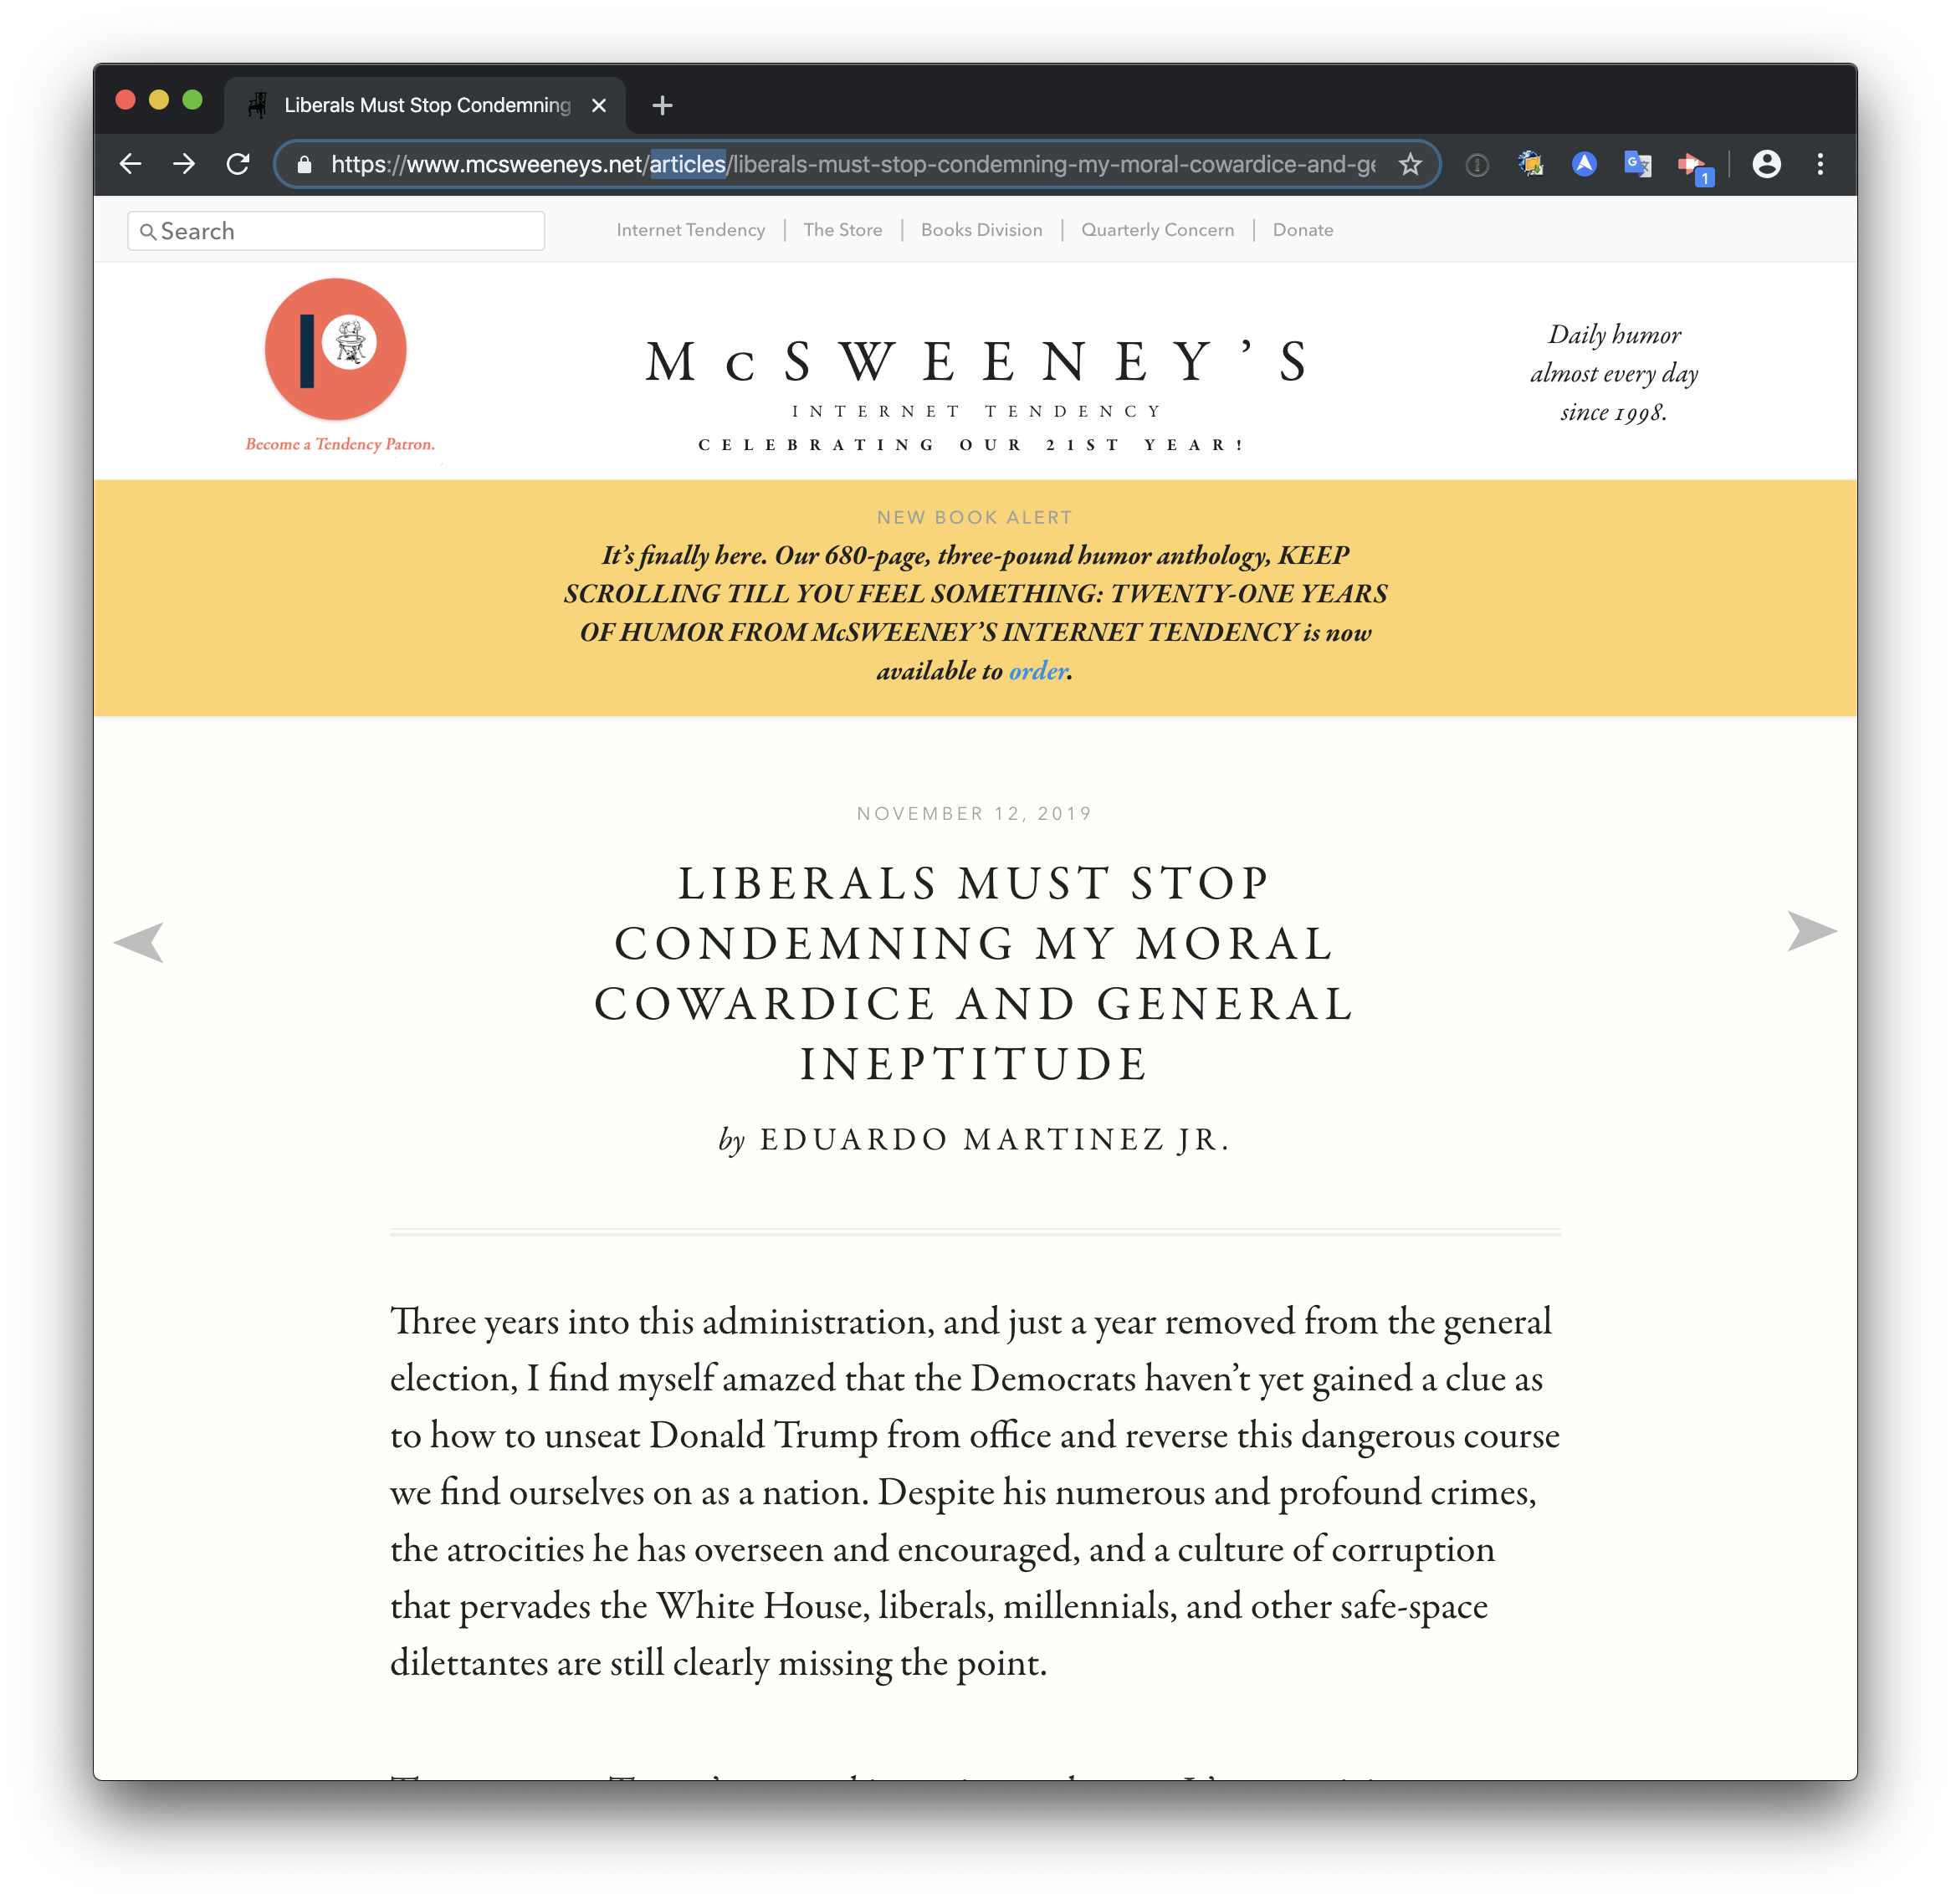 Liberals Must Stop Condemning
https://www.mcsweeneys.net/articles/liberals-must-stop-condemning-my-moral-cowardice-and-ge
1
Search
Internet Tendency | The Store | Books Division | Quarterly Concern | Donate
Become a Tendency Patron.
McSWEENEY’S
INTERNET TENDENCY
CELEBRATING OUR 21ST YEAR!
Daily humor
almost every day
since 1998.
NEW BOOK ALERT
It’s finally here. Our 680-page, three-pound humor anthology, KEEP
SCROLLING TILL YOU FEEL SOMETHING: TWENTY-ONE YEARS
OF HUMOR FROM McSWEENEY’S INTERNET TENDENCY is now
available to order.
NOVEMBER 12, 2019
LIBERALS MUST STOP
CONDEMNING MY MORAL
COWARDICE AND GENERAL
INEPTITUDE
by EDUARDO MARTINEZ JR.
Three years into this administration, and just a year removed from the general
election, I find myself amazed that the Democrats haven’t yet gained a clue as
to how to unseat Donald Trump from office and reverse this dangerous course
we find ourselves on as a nation. Despite his numerous and profound crimes,
the atrocities he has overseen and encouraged, and a culture of corruption
that pervades the White House, liberals, millennials, and other safe-space
dilettantes are still clearly missing the point.